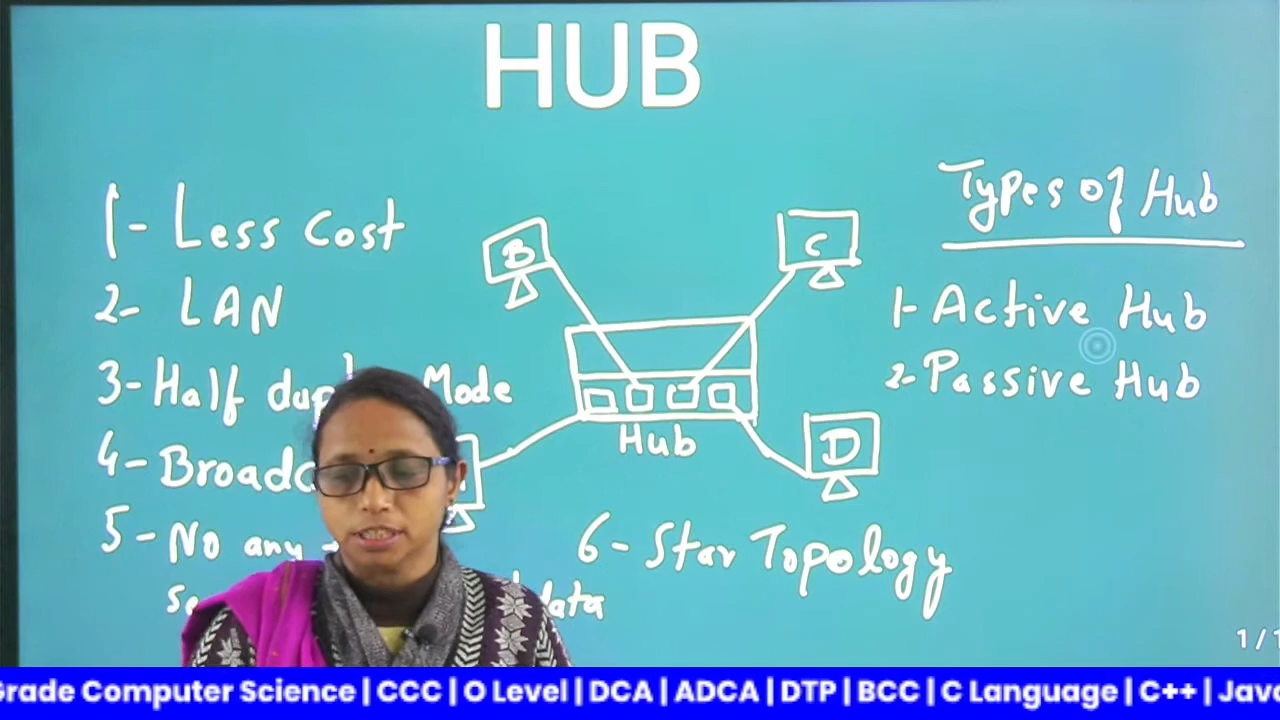 HUB
1- Less Cost
2- LAN
3- Half Mode
4-
5- No any
data
B
C
D
Hub
6- Star Topology
Types of Hub
1- Active Hub
2- Passive Hub
1/1
Grade Computer Science | CCC | O Level | DCA | ADCA | DTP | BCC | C Language | C++ | Java